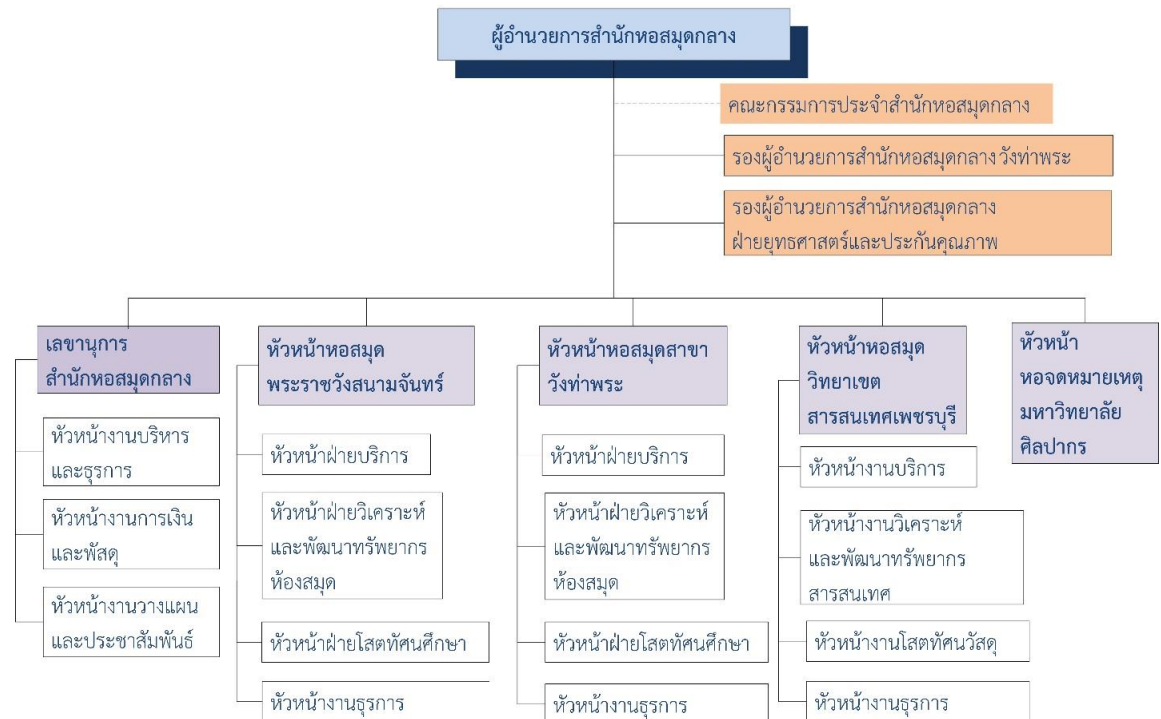 ผู้อำนวยการสำนักหอสมุดกลาง
คณะกรรมการประจำสำนักหอสมุดกลาง
รองผู้อำนวยการสำนักหอสมุดกลาง วังท่าพระ
รองผู้อำนวยการสำนักหอสมุดกลาง
ฝ่ายยุทธศาสตร์และประกันคุณภาพ
เลขานุการ
สำนักหอสมุดกลาง
หัวหน้างานบริหาร
และธุรการ
หัวหน้างานการเงิน
และพัสดุ
หัวหน้างานวางแผน
และประชาสัมพันธ์
หัวหน้าหอสมุด
พระราชวังสนามจันทร์
หัวหน้าฝ่ายบริการ
หัวหน้าฝ่ายวิเคราะห์
และพัฒนาทรัพยากร
ห้องสมุด
หัวหน้าฝ่ายโสตทัศนศึกษา
หัวหน้างานธุรการ
หัวหน้าหอสมุดสาขา
วังท่าพระ
หัวหน้าฝ่ายบริการ
หัวหน้าฝ่ายวิเคราะห์
และพัฒนาทรัพยากร
ห้องสมุด
หัวหน้าฝ่ายโสตทัศนศึกษา
หัวหน้างานธุรการ
หัวหน้าหอสมุด
วิทยาเขต
สารสนเทศเพชรบุรี
หัวหน้างานบริการ
หัวหน้างานวิเคราะห์
และพัฒนาทรัพยากร
สารสนเทศ
หัวหน้างานโสตทัศนวัสดุ
หัวหน้างานธุรการ
หัวหน้า
หอจดหมายเหตุ
มหาวิทยาลัย
ศิลปากร